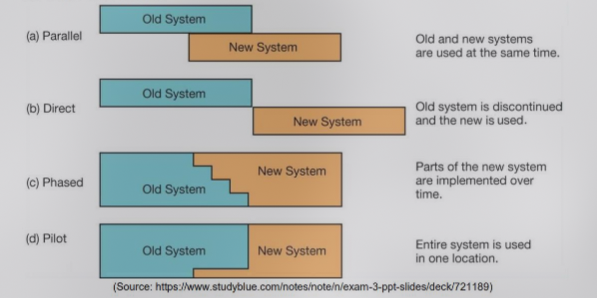 (a) Parallel
Old System
New System
Old and new systems
are used at the same time.
(b) Direct
Old System
New System
Old system is discontinued
and the new is used.
(c) Phased
Old System
New System
Parts of the new system
are implemented over
time.
(d) Pilot
Old System
New System
Entire system is used
in one location.
(Source: https://www.studyblue.com/notes/note/n/exam-3-ppt-slides/deck/721189)